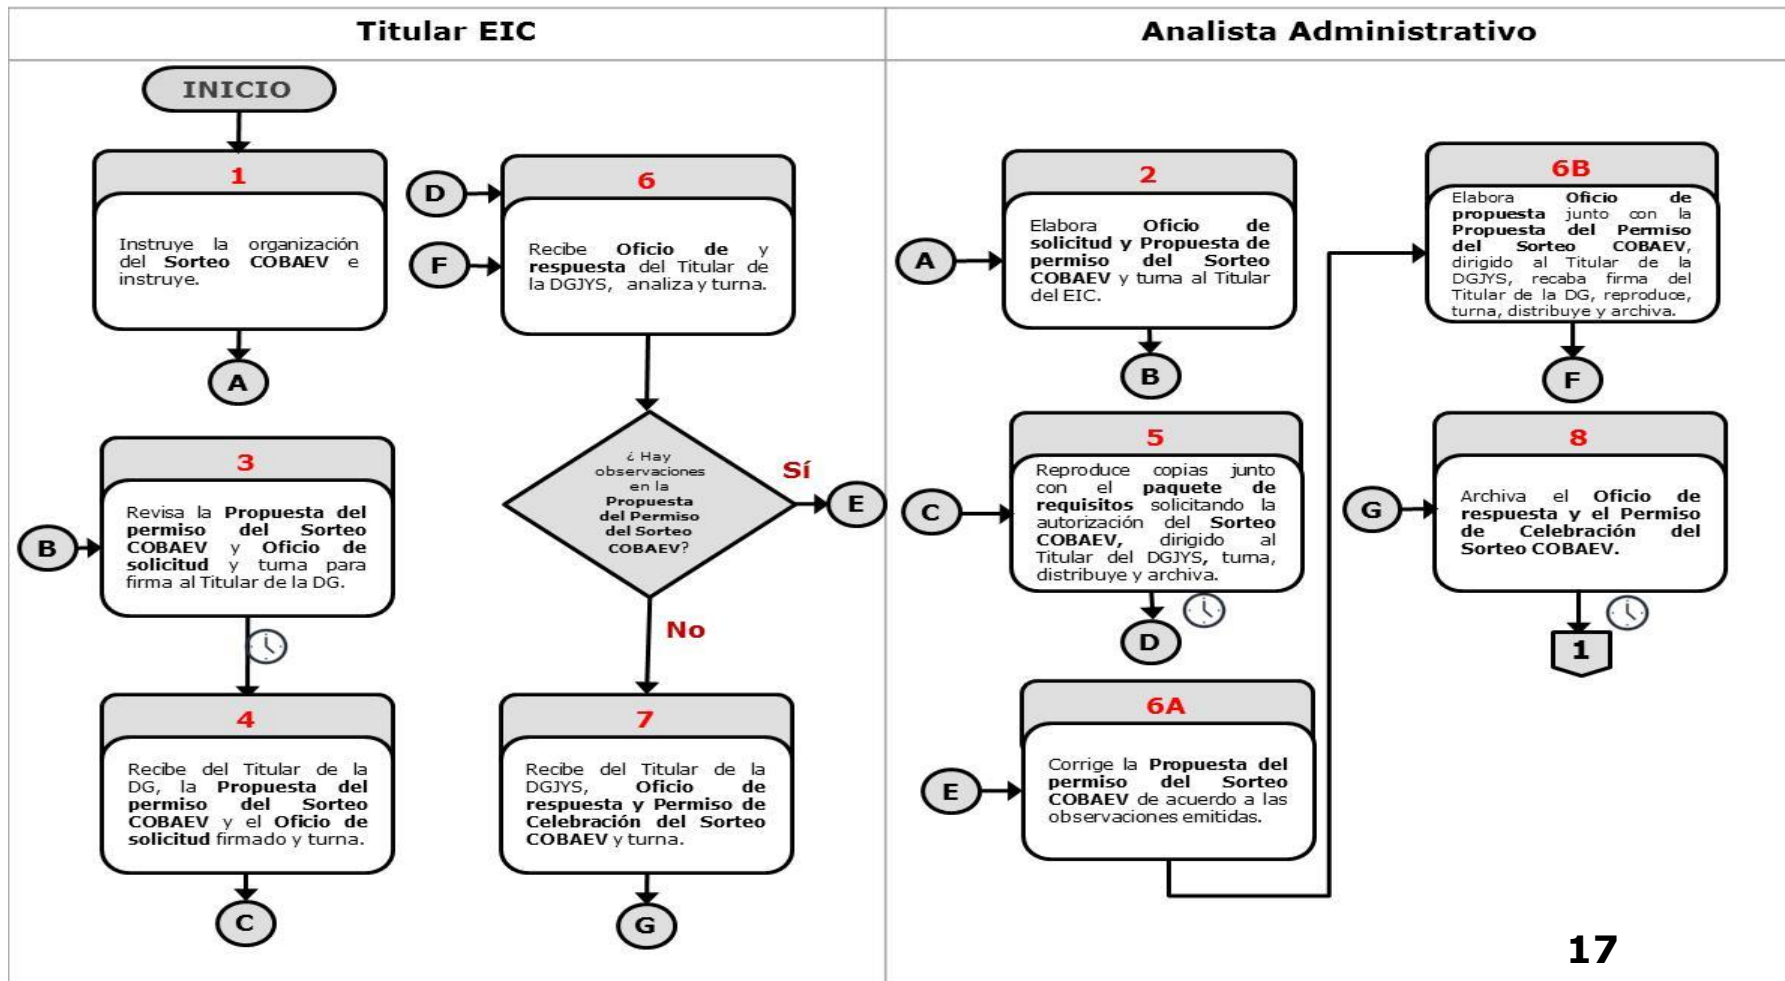 Titular EIC
INICIO
1
Instruye la organización
del Sorteo COBAEV e
instruye.
A
B
3
Revisa la Propuesta del
permiso del Sorteo
COBAEV y Oficio de
solicitud y turna para
firma al Titular de la DG.
4
Recibe del Titular de la
DG, la Propuesta del
permiso del Sorteo
COBAEV y el Oficio de
solicitud firmado y turna.
C
D
F
6
Recibe Oficio de y
respuesta del Titular de
la DGJYS, analiza y turna.
¿ Hay
observaciones
en la
Propuesta
del Permiso
del Sorteo
COBAEV?
Sí
E
No
7
Recibe del Titular de la
DGJYS, Oficio de
respuesta y Permiso de
Celebración del Sorteo
COBAEV y turna.
G
Analista Administrativo
A
2
Elabora Oficio de
solicitud y Propuesta de
permiso del Sorteo
COBAEV y turna al Titular
del EIC.
B
C
5
Reproduce copias junto
con el paquete de
requisitos solicitando la
autorización del Sorteo
COBAEV, dirigido al
Titular del DGJYS, turna,
distribuye y archiva.
D
E
6A
Corrige la Propuesta del
permiso del Sorteo
COBAEV de acuerdo a las
observaciones emitidas.
6B
Elabora Oficio de
propuesta junto con la
Propuesta del Permiso
del Sorteo COBAEV,
dirigido al Titular de la
DGJYS, recaba firma del
Titular de la DG, reproduce,
turna, distribuye y archiva.
F
G
8
Archiva el Oficio de
respuesta y el Permiso
de Celebración del
Sorteo COBAEV.
1
17